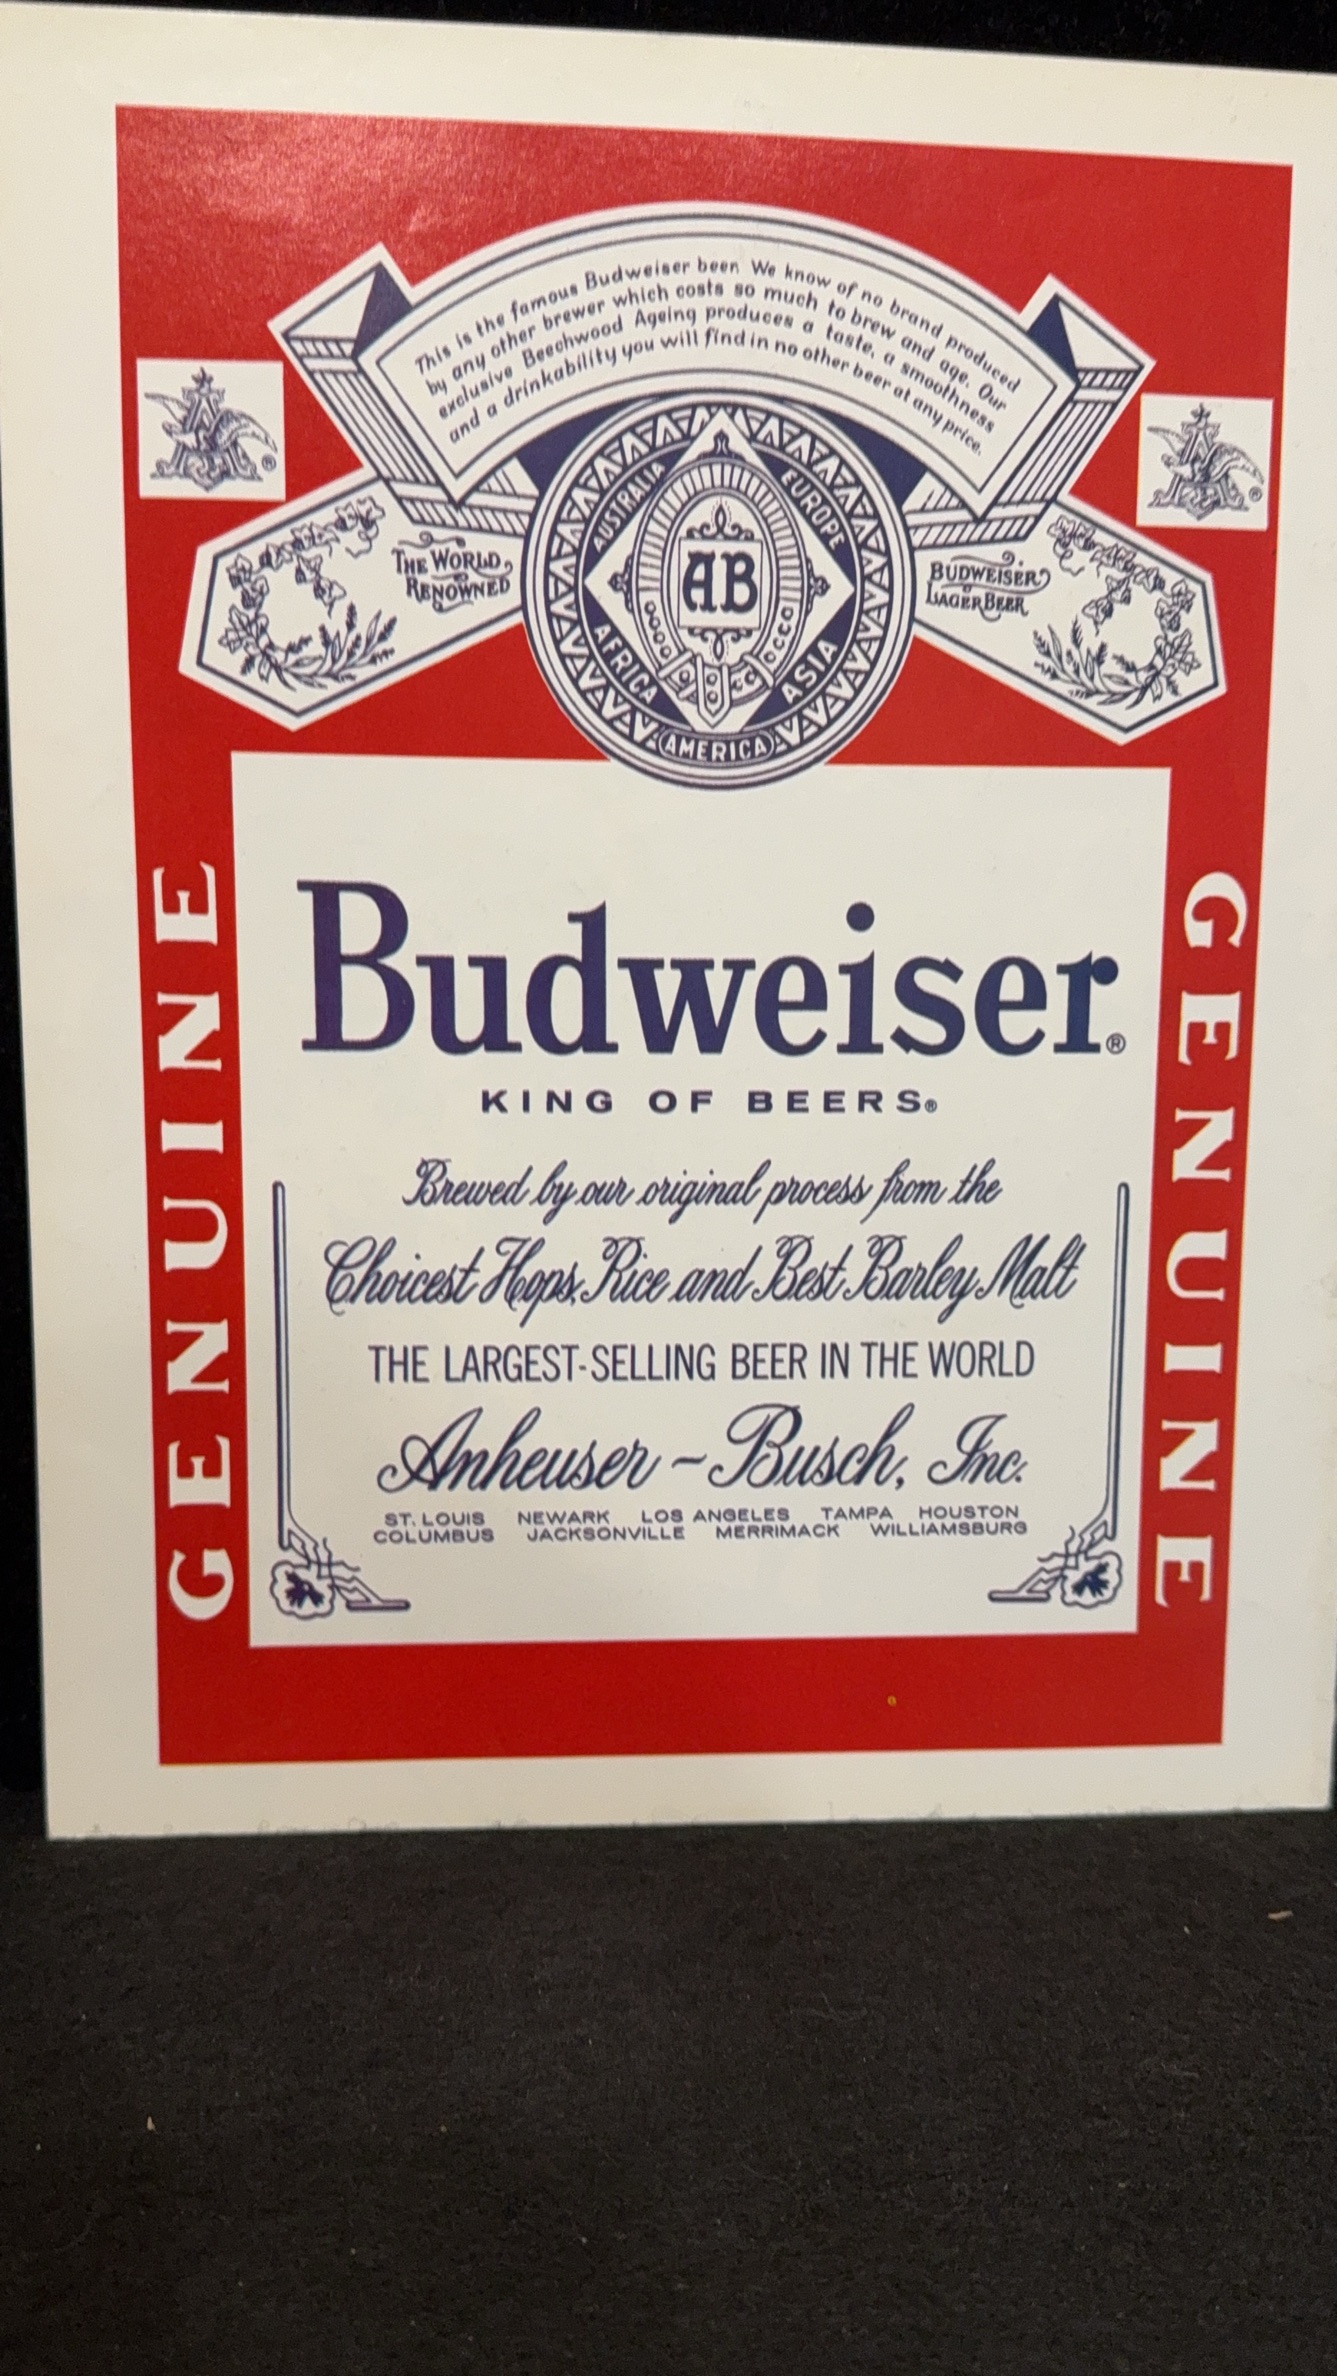 This is the famous Budweiser beer. We know of no brand produced
by any other brewer which costs so much to brew and age. Our
exclusive Beechwood Ageing produces a taste, a smoothness
and a drinkability you will find in no other beer at any price.
A
®
A
®
THE WORLD
RENOWNED
BUDWEISER
LAGER BEER
AUSTRALIA
EUROPE
AB
AFRICA
ASIA
AMERICA
GENUINE
GENUINE
Budweiser®
KING OF BEERS®
Brewed by our original process from the
Choicest Hops, Rice and Best Barley Malt
THE LARGEST-SELLING BEER IN THE WORLD
Anheuser-Busch, Inc.
ST. LOUIS NEWARK LOS ANGELES TAMPA HOUSTON
COLUMBUS JACKSONVILLE MERRIMACK WILLIAMSBURG